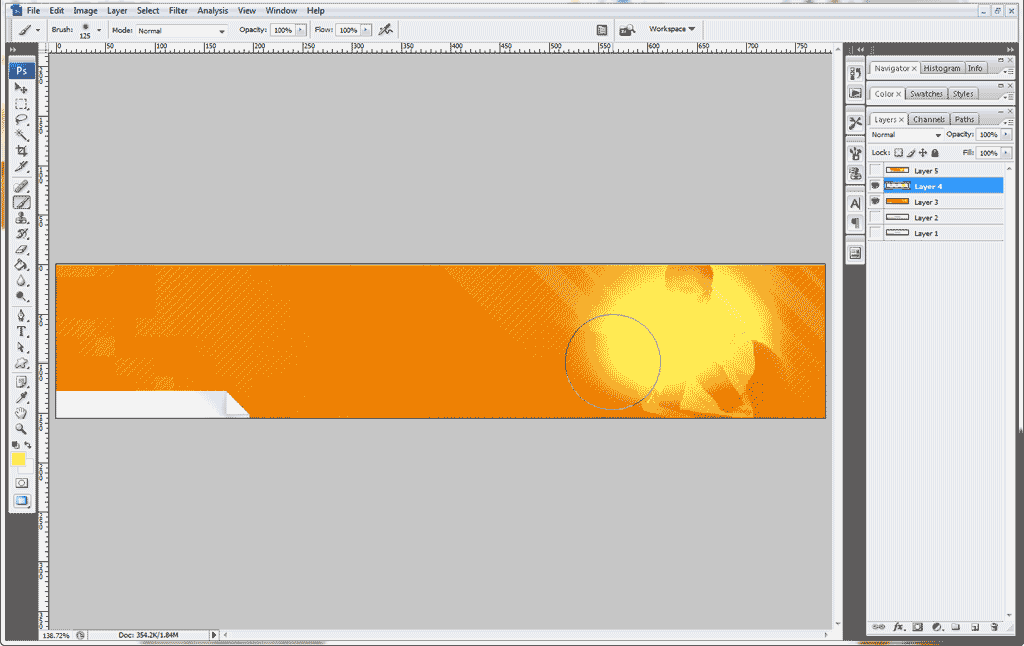 File Edit Image Layer Select Filter Analysis View Window Help
Brush: 125 Mode: Normal Opacity: 100% Flow: 100% Workspace
0 50 100 150 200 250 300 350 400 450 500 550 600 650 700 750
Ps
Navigator Histogram Info
Color Swatches Styles
Layers Channels Paths
Normal Opacity: 100%
Lock: Fill: 100%
Layer 5
Layer 4
Layer 3
Layer 2
Layer 1
138.72% Doc: 354.2K/1.84M